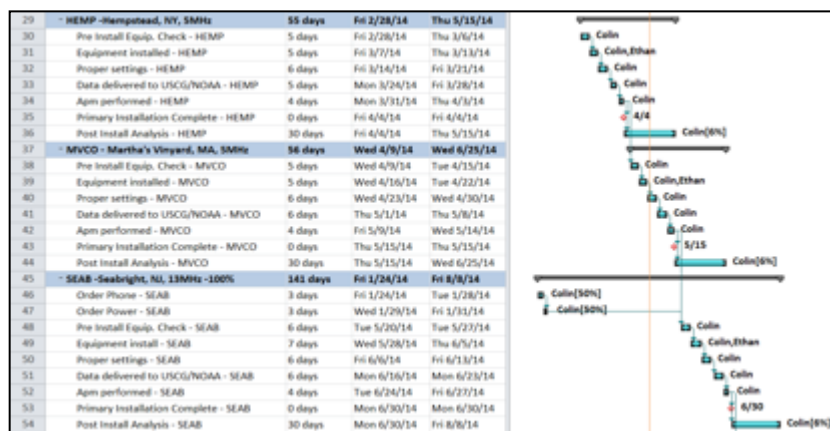 29 - HEMP -Hempstead, NY, 5MHz 55 days Fri 2/28/14 Thu 5/15/14
30 Pre Install Equip. Check - HEMP 5 days Fri 2/28/14 Thu 3/6/14 Colin
31 Equipment installed - HEMP 5 days Fri 3/7/14 Thu 3/13/14 Colin,Ethan
32 Proper settings - HEMP 6 days Fri 3/14/14 Fri 3/21/14 Colin
33 Data delivered to USCG/NOAA - HEMP 5 days Mon 3/24/14 Fri 3/28/14 Colin
34 Apm performed - HEMP 4 days Mon 3/31/14 Thu 4/3/14 Colin
35 Primary Installation Complete - HEMP 0 days Fri 4/4/14 Fri 4/4/14 4/4
36 Post Install Analysis - HEMP 30 days Fri 4/4/14 Thu 5/15/14 Colin[6%]
37 - MVCO - Martha's Vinyard, MA, 5MHz 56 days Wed 4/9/14 Wed 6/25/14
38 Pre Install Equip. Check - MVCO 5 days Wed 4/9/14 Tue 4/15/14 Colin
39 Equipment installed - MVCO 5 days Wed 4/16/14 Tue 4/22/14 Colin,Ethan
40 Proper settings - MVCO 6 days Wed 4/23/14 Wed 4/30/14 Colin
41 Data delivered to USCG/NOAA - MVCO 6 days Thu 5/1/14 Thu 5/8/14 Colin
42 Apm performed - MVCO 4 days Fri 5/9/14 Wed 5/14/14 Colin
43 Primary Installation Complete - MVCO 0 days Thu 5/15/14 Thu 5/15/14 5/15
44 Post Install Analysis - MVCO 30 days Thu 5/15/14 Wed 6/25/14 Colin[6%]
45 - SEAB -Seabright, NJ, 13MHz -100% 141 days Fri 1/24/14 Fri 8/8/14
46 Order Phone - SEAB 3 days Fri 1/24/14 Tue 1/28/14 Colin[50%]
47 Order Power - SEAB 3 days Wed 1/29/14 Fri 1/31/14 Colin[50%]
48 Pre Install Equip. Check - SEAB 6 days Tue 5/20/14 Tue 5/27/14 Colin
49 Equipment install - SEAB 7 days Wed 5/28/14 Thu 6/5/14 Colin,Ethan
50 Proper settings - SEAB 6 days Fri 6/6/14 Fri 6/13/14 Colin
51 Data delivered to USCG/NOAA - SEAB 6 days Mon 6/16/14 Mon 6/23/14 Colin
52 Apm performed - SEAB 4 days Tue 6/24/14 Fri 6/27/14 Colin
53 Primary Installation Complete - SEAB 0 days Mon 6/30/14 Mon 6/30/14 6/30
54 Post Install Analysis - SEAB 30 days Mon 6/30/14 Fri 8/8/14 Colin[6%]